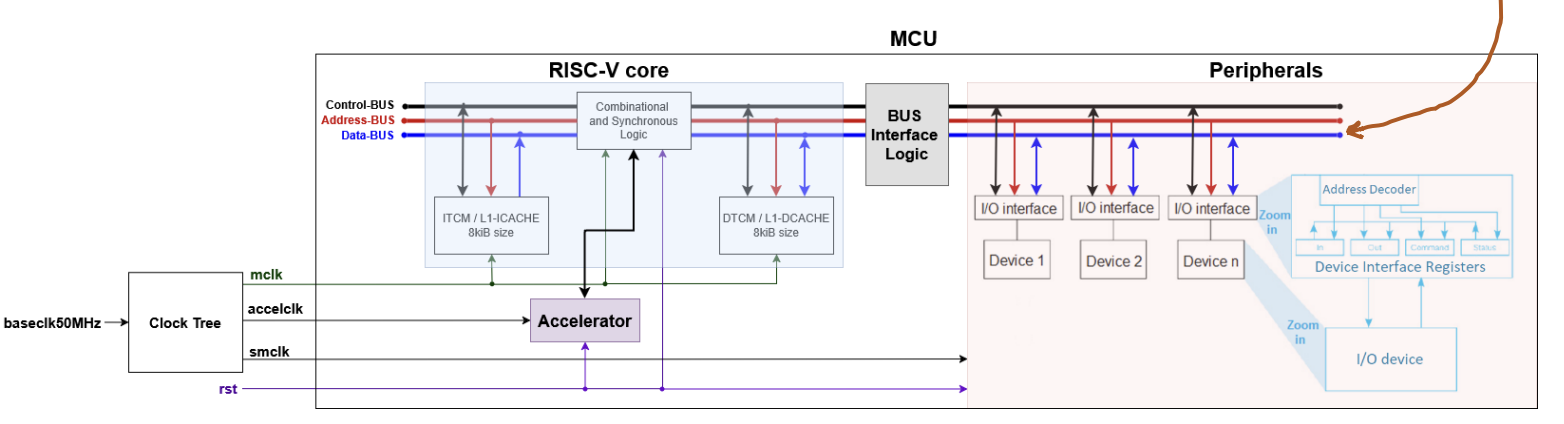 MCU
RISC-V core
Peripherals
Control-BUS
Address-BUS
Data-BUS
Combinational
and Synchronous
Logic
BUS
Interface
Logic
ITCM / L1-ICACHE
8kiB size
DTCM / L1-DCACHE
8kiB size
I/O interface
I/O interface
I/O interface
Device 1
Device 2
Device n
Zoom
in
Address Decoder
In
Out
Command
Status
Device Interface Registers
Zoom
in
I/O device
mclk
accelclk
smclk
rst
baseclk50MHz
Clock Tree
Accelerator